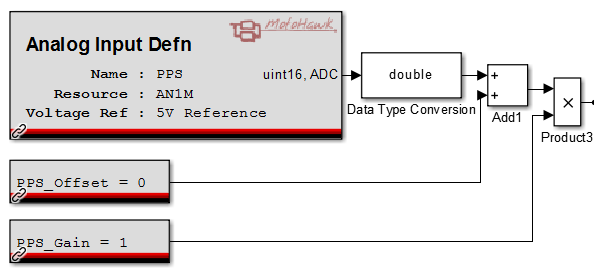 MotoHawk
Analog Input Defn
Name : PPS
Resource : AN1M
Voltage Ref : 5V Reference
uint16, ADC
double
Data Type Conversion
+
+
Add1
×
Product3
PPS_Offset = 0
PPS_Gain = 1